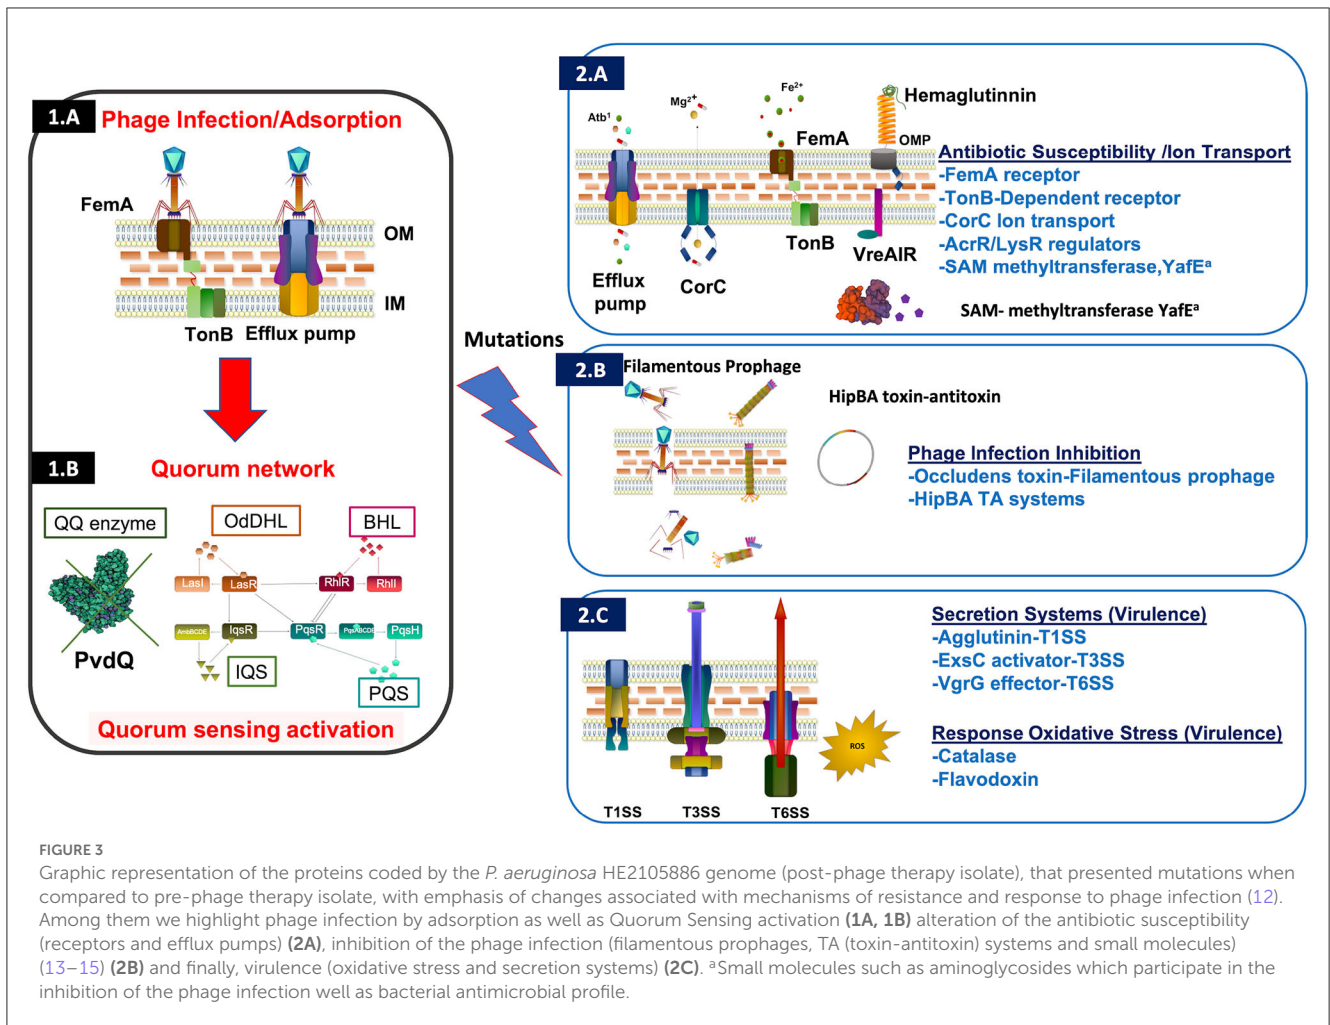 1.A
Phage Infection/Adsorption
FemA
OM
IM
TonB
Efflux pump
1.B
Quorum network
QQ enzyme
OdDHL
BHL
LasI
LasR
RhlR
RhlI
AmbBCDE
IqsR
PqsR
PqsABCDE
PqsH
PvdQ
IQS
PQS
Quorum sensing activation
Mutations
2.A
Atb¹
Mg²⁺
Fe²⁺
Hemaglutinnin
FemA
OMP
Efflux
pump
CorC
TonB
VreAIR
Antibiotic Susceptibility /Ion Transport
-FemA receptor
-TonB-Dependent receptor
-CorC Ion transport
-AcrR/LysR regulators
-SAM methyltransferase,YafEᵃ
SAM- methyltransferase YafEᵃ
2.B
Filamentous Prophage
HipBA toxin-antitoxin
Phage Infection Inhibition
-Occludens toxin-Filamentous prophage
-HipBA TA systems
2.C
T1SS
T3SS
T6SS
ROS
Secretion Systems (Virulence)
-Agglutinin-T1SS
-ExsC activator-T3SS
-VgrG effector-T6SS
Response Oxidative Stress (Virulence)
-Catalase
-Flavodoxin
FIGURE 3
Graphic representation of the proteins coded by the P. aeruginosa HE2105886 genome (post-phage therapy isolate), that presented mutations when
compared to pre-phage therapy isolate, with emphasis of changes associated with mechanisms of resistance and response to phage infection (12).
Among them we highlight phage infection by adsorption as well as Quorum Sensing activation (1A, 1B) alteration of the antibiotic susceptibility
(receptors and efflux pumps) (2A), inhibition of the phage infection (filamentous prophages, TA (toxin-antitoxin) systems and small molecules)
(13–15) (2B) and finally, virulence (oxidative stress and secretion systems) (2C). ᵃSmall molecules such as aminoglycosides which participate in the
inhibition of the phage infection well as bacterial antimicrobial profile.